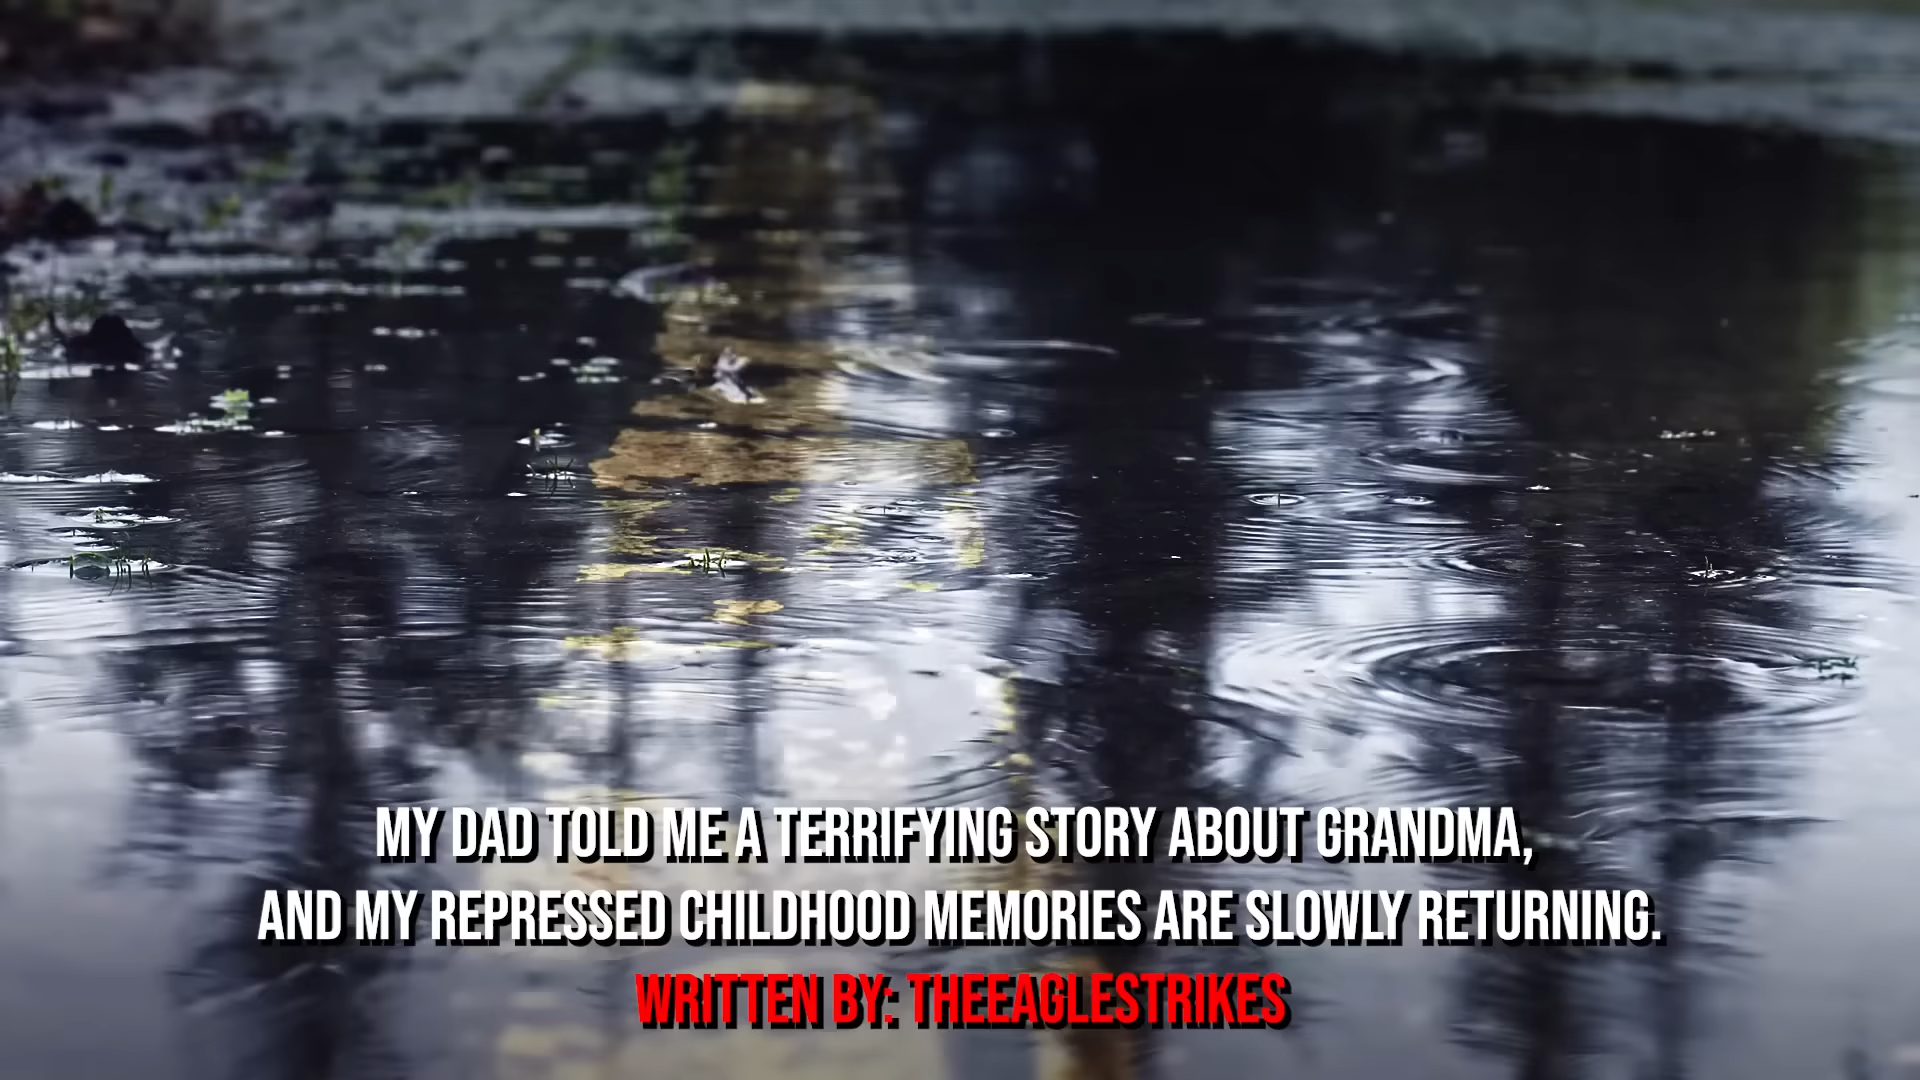 MY DAD TOLD ME A TERRIFYING STORY ABOUT GRANDMA,
AND MY REPRESSED CHILDHOOD MEMORIES ARE SLOWLY RETURNING.
WRITTEN BY: THEEAGLESTRIKES